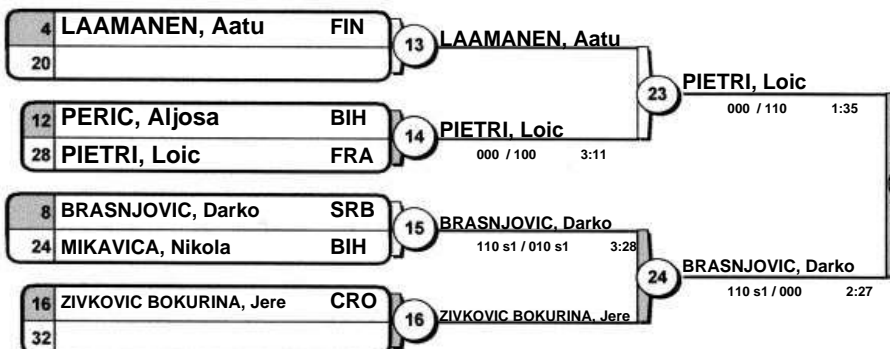 4 LAAMANEN, Aatu FIN
20
13
LAAMANEN, Aatu
12 PERIC, Aljosa BIH
28 PIETRI, Loic FRA
14
PIETRI, Loic
000 / 100 3:11
23
PIETRI, Loic
000 / 110 1:35
8 BRASNJOVIC, Darko SRB
24 MIKAVICA, Nikola BIH
15
BRASNJOVIC, Darko
110 s1 / 010 s1 3:28
16 ZIVKOVIC BOKURINA, Jere CRO
32
16
ZIVKOVIC BOKURINA, Jere
24
BRASNJOVIC, Darko
110 s1 / 000 2:27